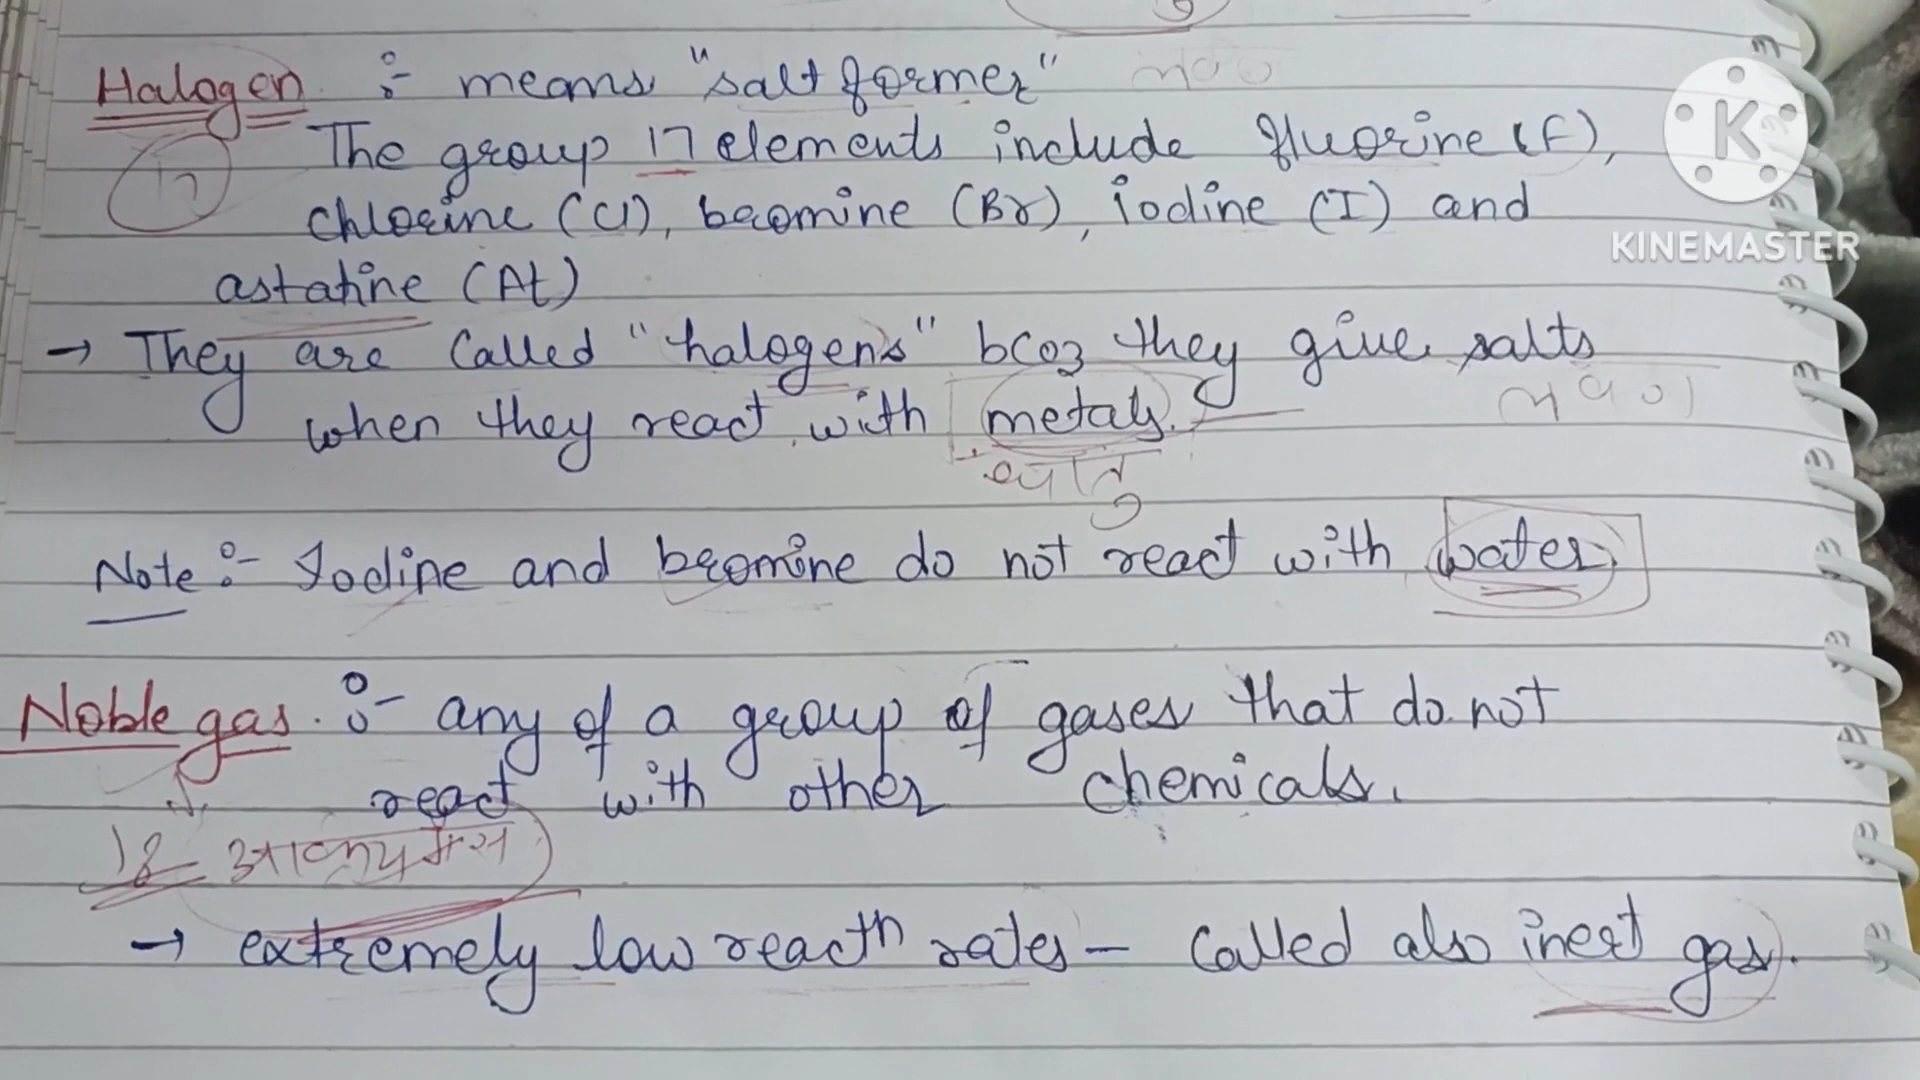 Halogen :- means "salt former" लवण
The group 17 elements include fluorine (F),
17
chlorine (Cl), bromine (Br), iodine (I) and
astatine (At)
→ They are called "halogens" bcoz they give salts
when they react with metals.
लवण
धातु
Note :- Iodine and bromine do not react with water.
Noble gas :- any of a group of gases that do not
react with other chemicals.
18 
→ extremely low reactn rates - called also inert gas.
K
KINEMASTER